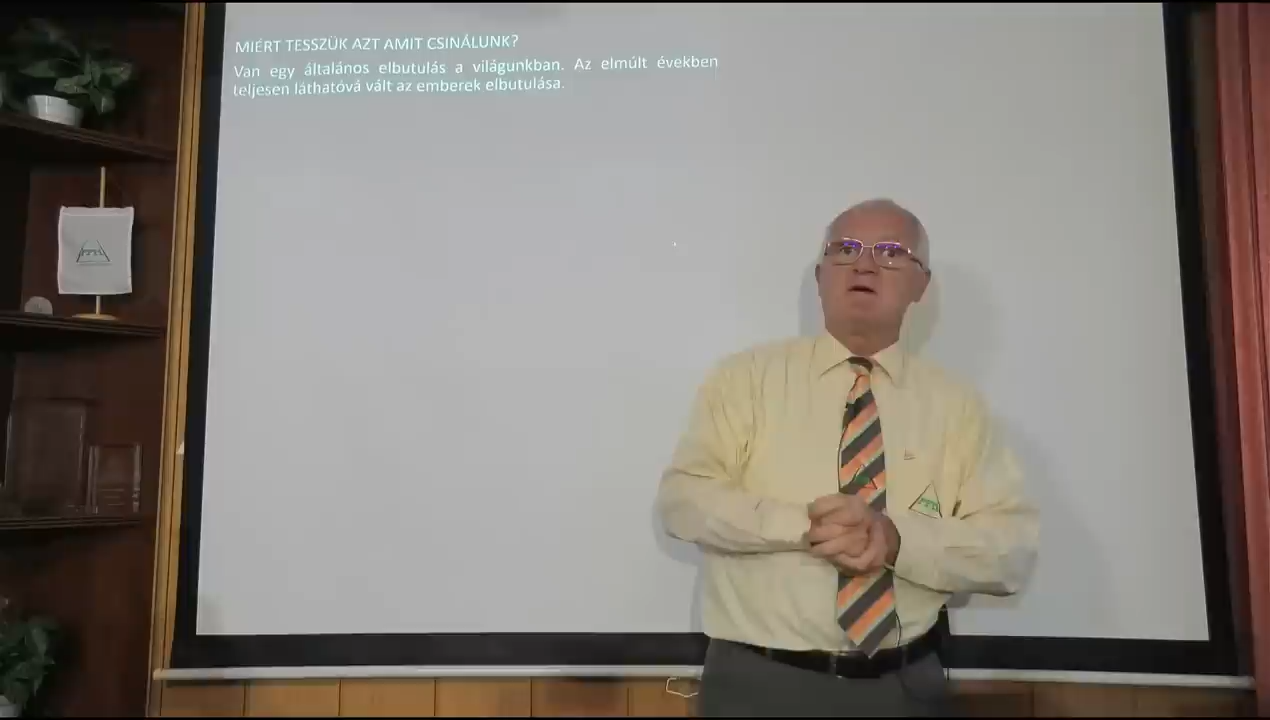 MIÉRT TESSZÜK AZT AMIT CSINÁLUNK?
Van egy általános elbutulás a világunkban. Az elmúlt években
teljesen láthatóvá vált az emberek elbutulása.